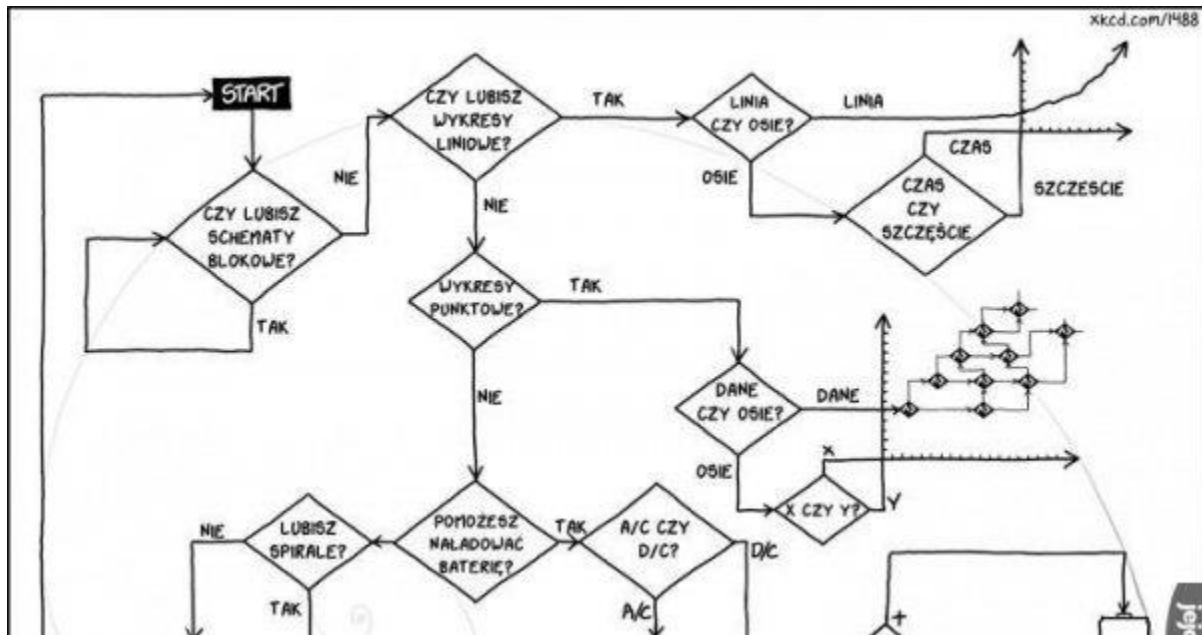 xkcd.com/1488
START
CZY LUBISZ
SCHEMATY
BLOKOWE?
TAK
NIE
CZY LUBISZ
WYKRESY
LINIOWE?
TAK
LINIA
CZY OSIE?
LINIA
OSIE
CZAS
CZY
SZCZĘŚCIE
CZAS
SZCZEŚCIE
NIE
WYKRESY
PUNKTOWE?
TAK
DANE
CZY OSIE?
DANE
OSIE
X CZY Y?
X
Y
NIE
POMOŻESZ
NAŁADOWAĆ
BATERIĘ?
TAK
A/C CZY
D/C?
D/C
A/C
LUBISZ
SPIRALE?
NIE
TAK
+